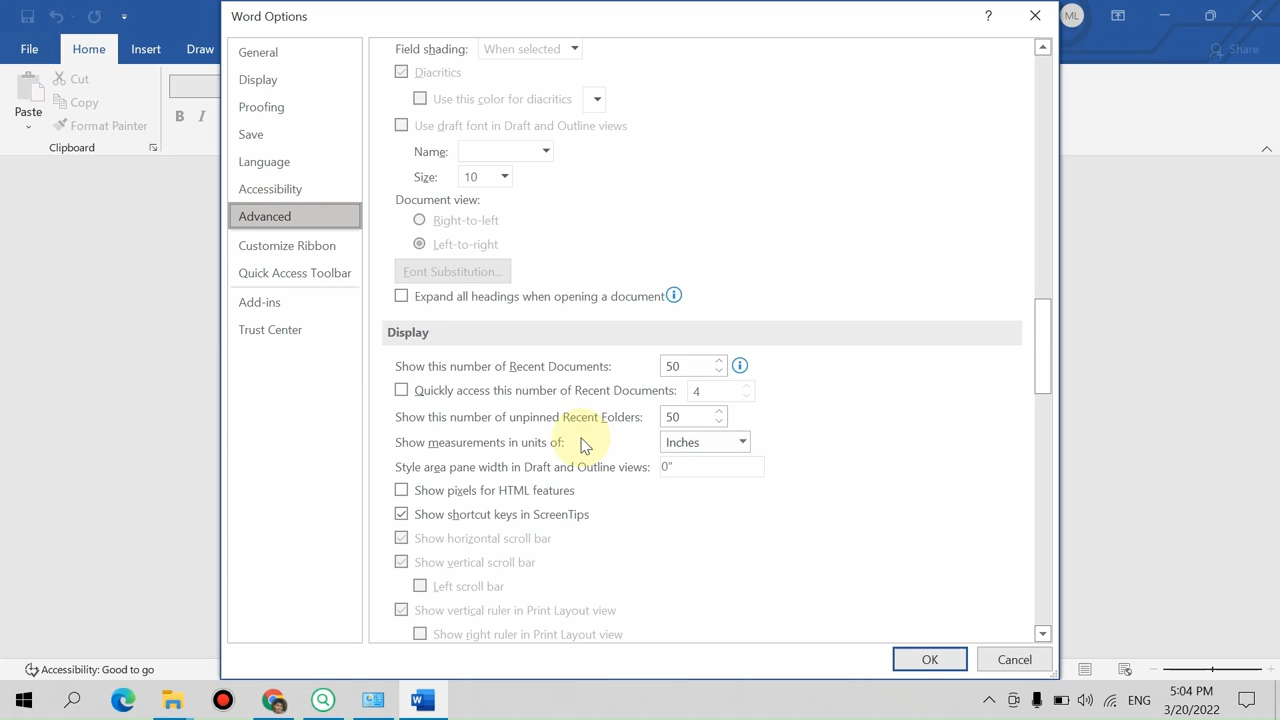 Word Options
?
ML
File
Home
Insert
Draw
Share
Paste
Cut
Copy
Format Painter
B I
Clipboard
General
Display
Proofing
Save
Language
Accessibility
Advanced
Customize Ribbon
Quick Access Toolbar
Add-ins
Trust Center
Field shading: When selected
Diacritics
Use this color for diacritics
Use draft font in Draft and Outline views
Name:
Size: 10
Document view:
Right-to-left
Left-to-right
Font Substitution...
Expand all headings when opening a document
Display
Show this number of Recent Documents: 50
Quickly access this number of Recent Documents: 4
Show this number of unpinned Recent Folders: 50
Show measurements in units of: Inches
Style area pane width in Draft and Outline views: 0"
Show pixels for HTML features
Show shortcut keys in ScreenTips
Show horizontal scroll bar
Show vertical scroll bar
Left scroll bar
Show vertical ruler in Print Layout view
Show right ruler in Print Layout view
OK
Cancel
Accessibility: Good to go
ENG
5:04 PM
3/20/2022